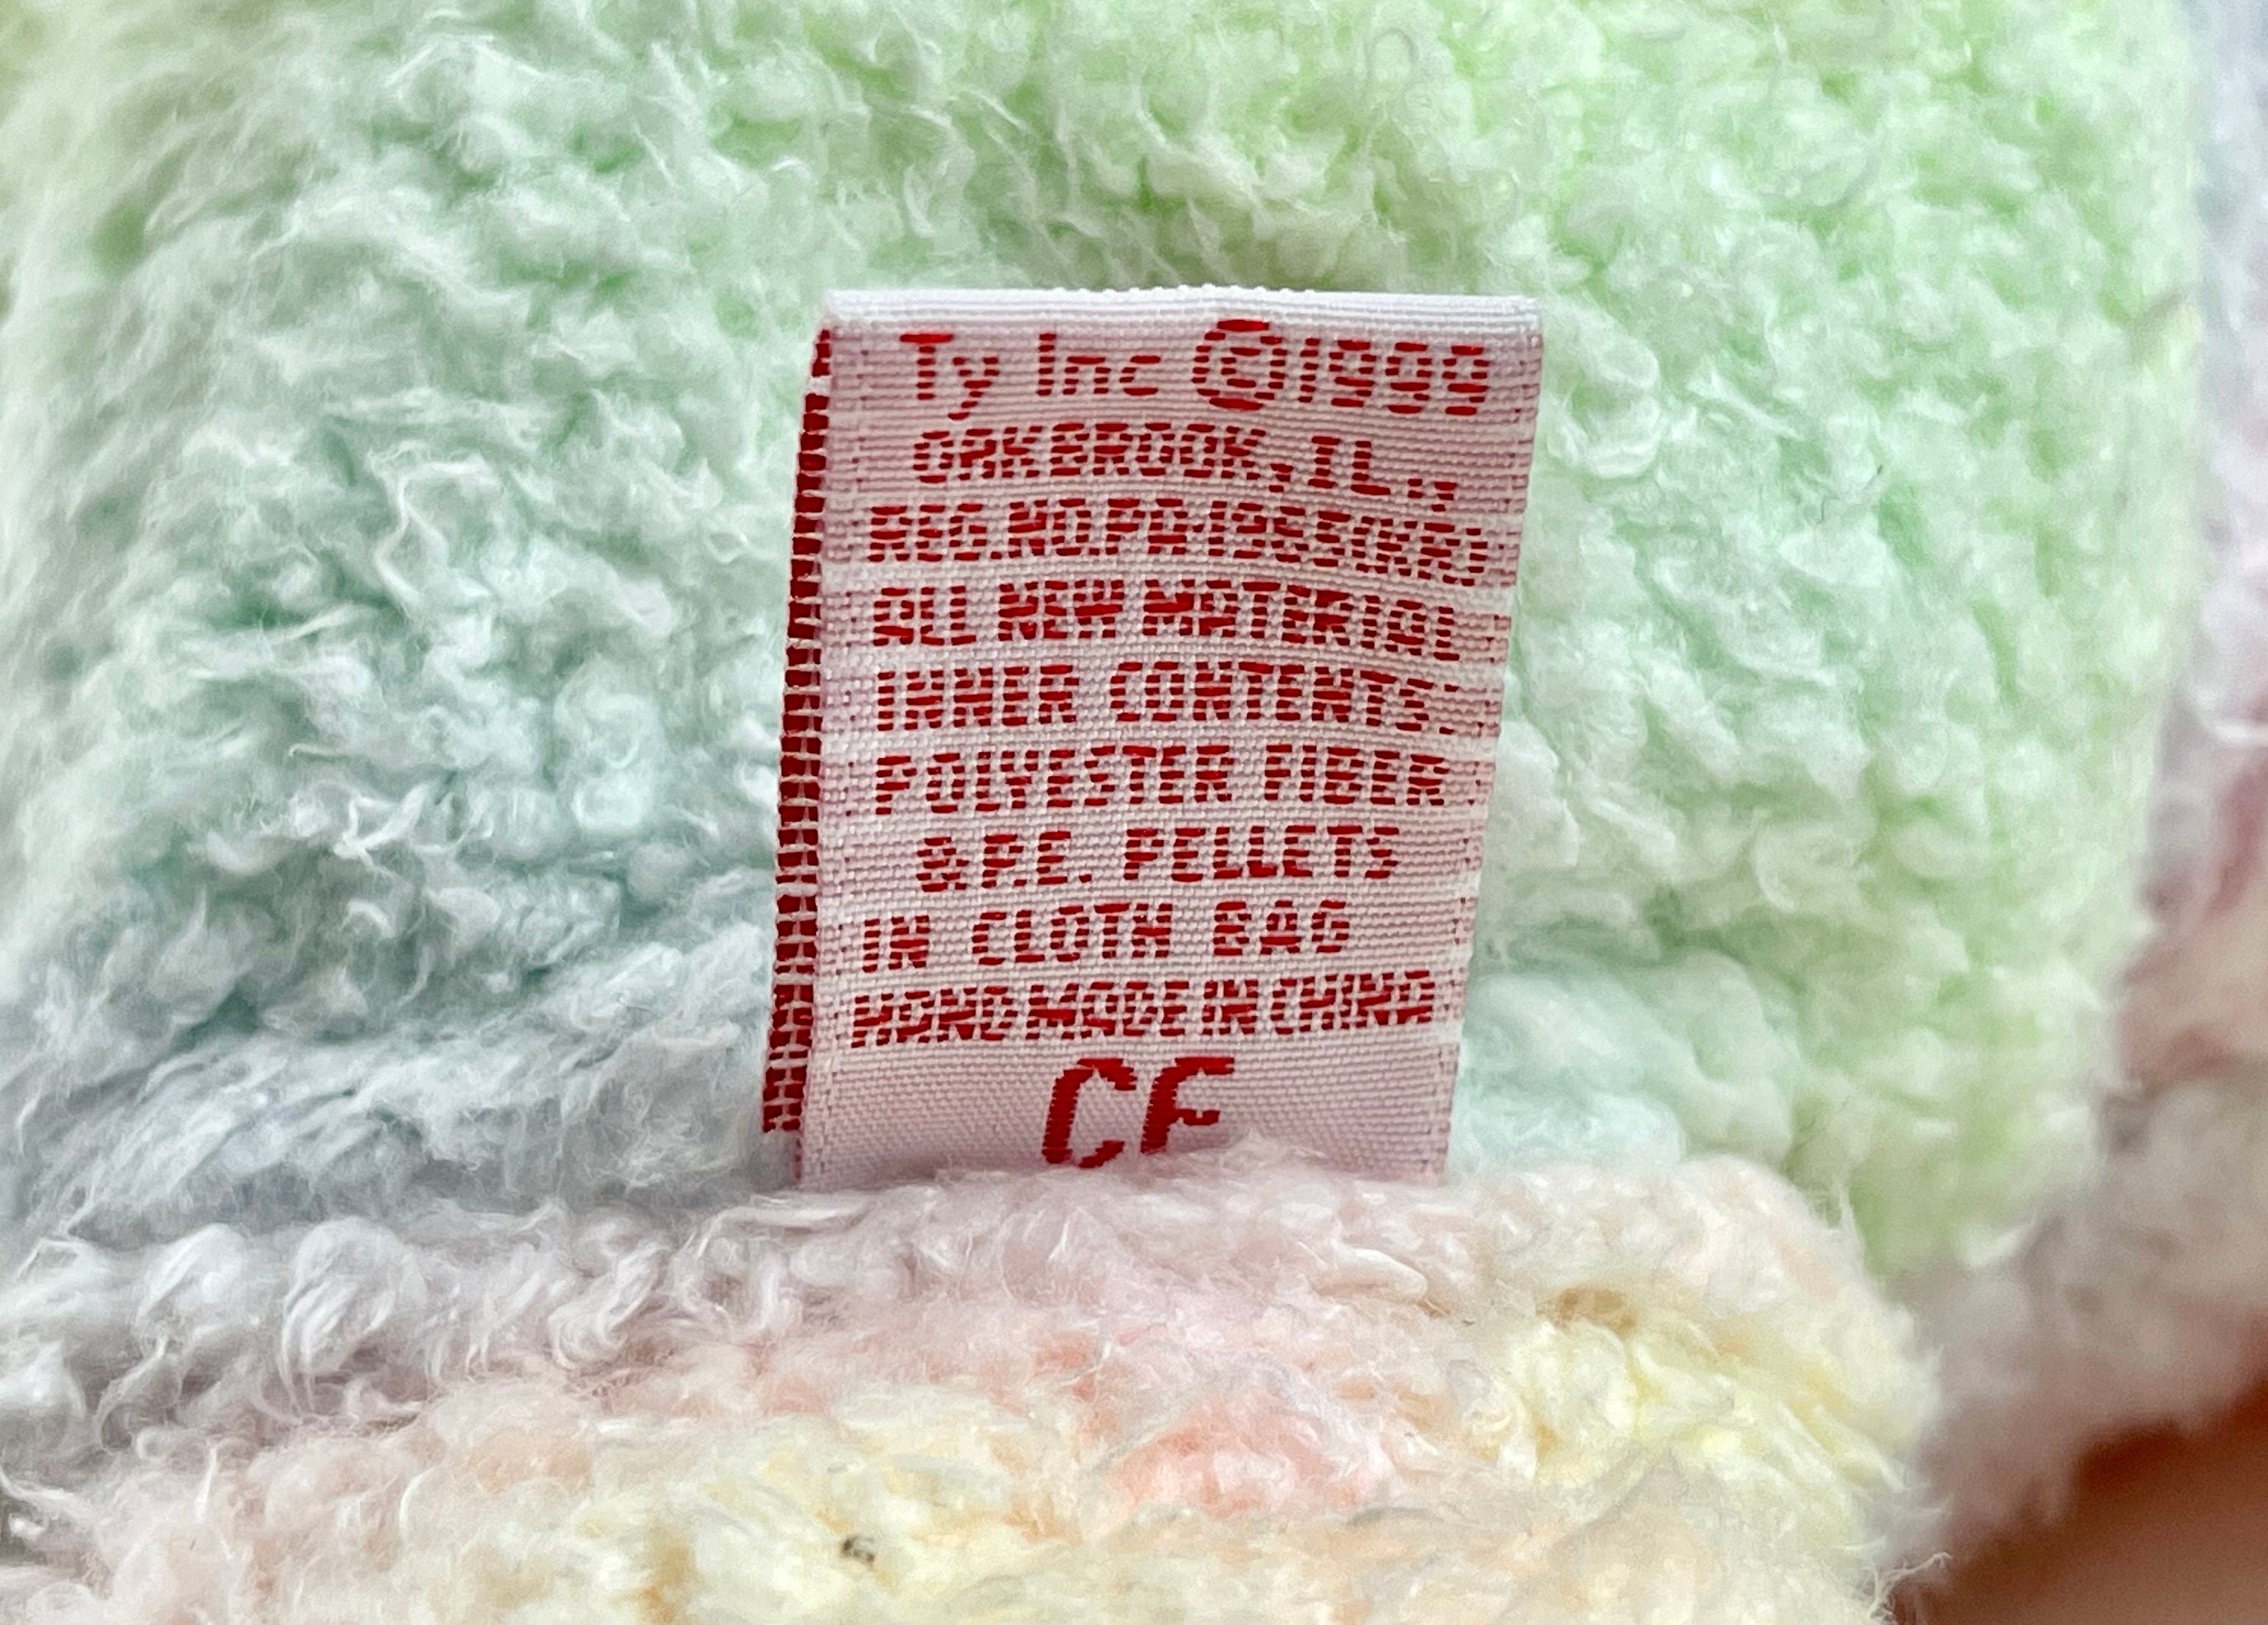 Ty Inc ©1999
OAKBROOK,IL.,
REG.NO.PA-1965(KR)
ALL NEW MATERIAL
INNER CONTENTS:
POLYESTER FIBER.
&P.E. PELLETS
IN CLOTH BAG
HAND MADE IN CHINA
CE